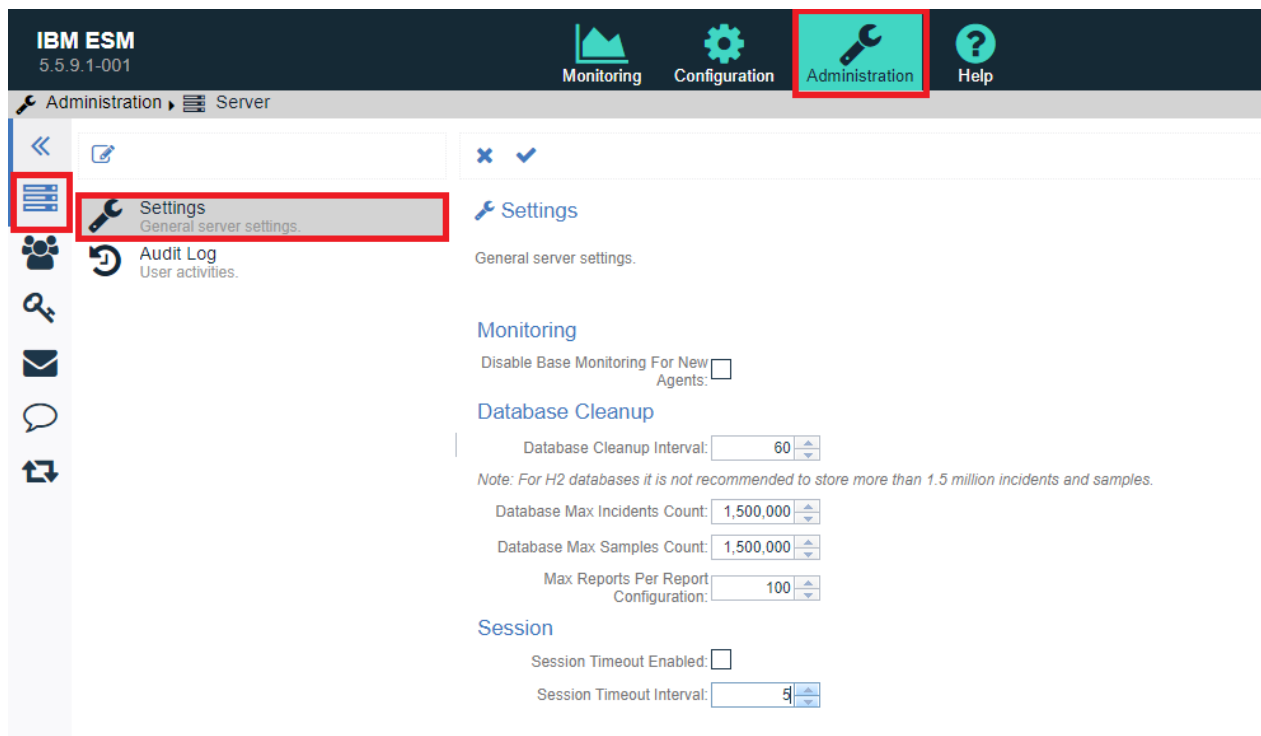 IBM ESM
5.5.9.1-001
Monitoring
Configuration
Administration
Help
Administration
Server
Settings
General server settings.
Audit Log
User activities.
Settings
General server settings.
Monitoring
Disable Base Monitoring For New
Agents:
Database Cleanup
Database Cleanup Interval: 60
Note: For H2 databases it is not recommended to store more than 1.5 million incidents and samples.
Database Max Incidents Count: 1,500,000
Database Max Samples Count: 1,500,000
Max Reports Per Report
Configuration: 100
Session
Session Timeout Enabled:
Session Timeout Interval: 5